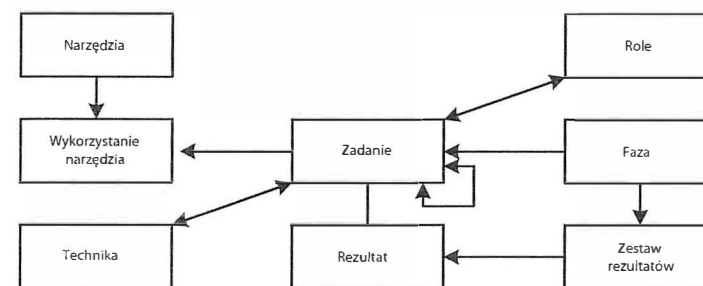 Narzędzia
Role
Wykorzystanie
narzędzia
Zadanie
Faza
Technika
Rezultat
Zestaw
rezultatów